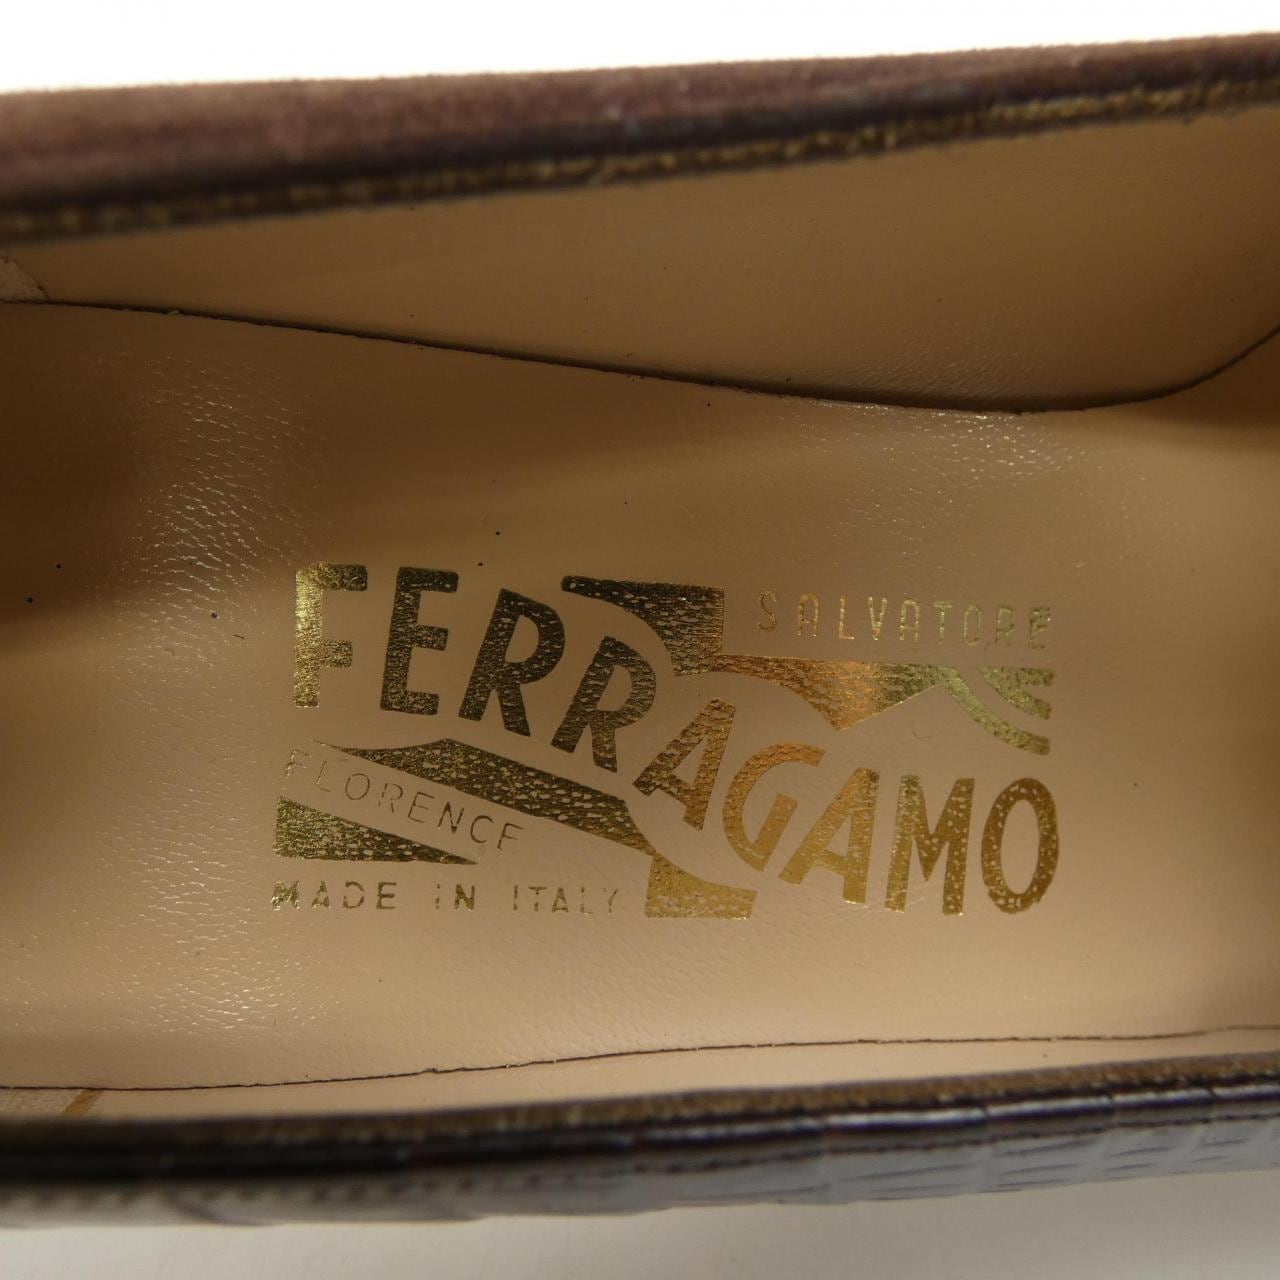 SALVATORE
FERRAGAMO
FLORENCE
MADE IN ITALY